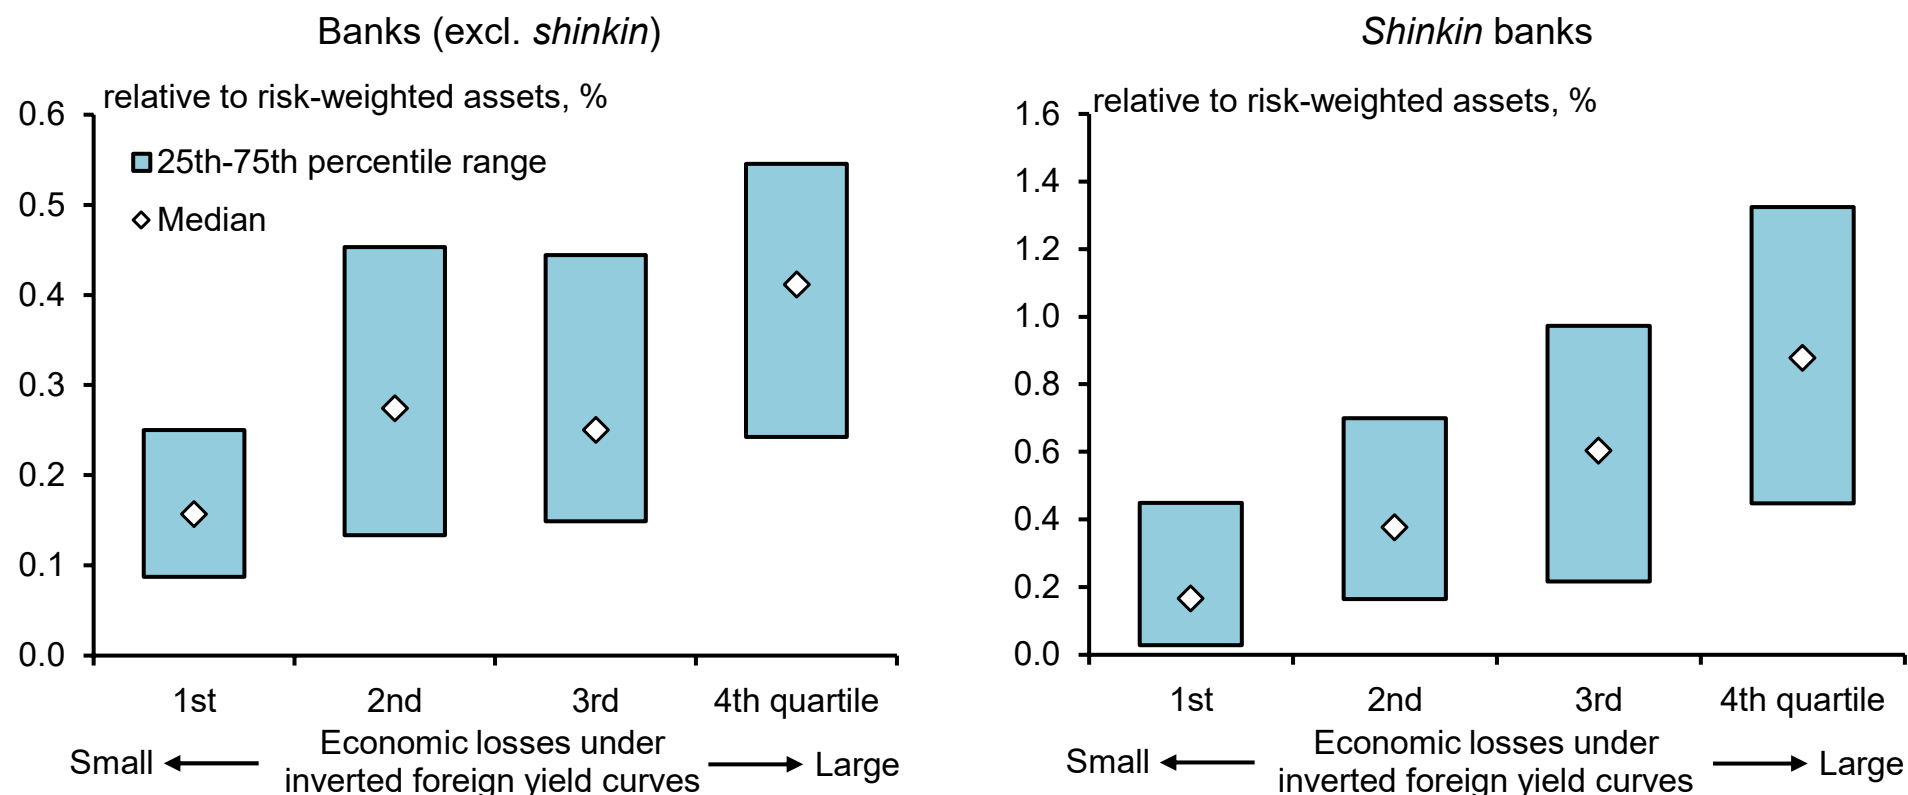 Banks (excl. shinkin)
relative to risk-weighted assets, %
25th-75th percentile range
Median
0.6
0.5
0.4
0.3
0.2
0.1
0.0
1st
2nd
3rd
4th quartile
Small
Economic losses under
inverted foreign yield curves
Large
Shinkin banks
relative to risk-weighted assets, %
1.6
1.4
1.2
1.0
0.8
0.6
0.4
0.2
0.0
1st
2nd
3rd
4th quartile
Small
Economic losses under
inverted foreign yield curves
Large